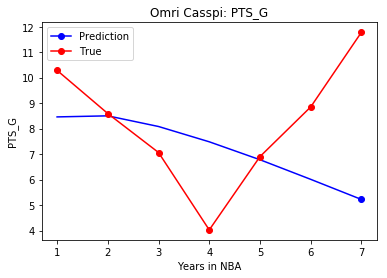 Omri Casspi: PTS_G
Prediction
True
12
11
10
9
8
7
6
5
4
PTS_G
1 2 3 4 5 6 7
Years in NBA